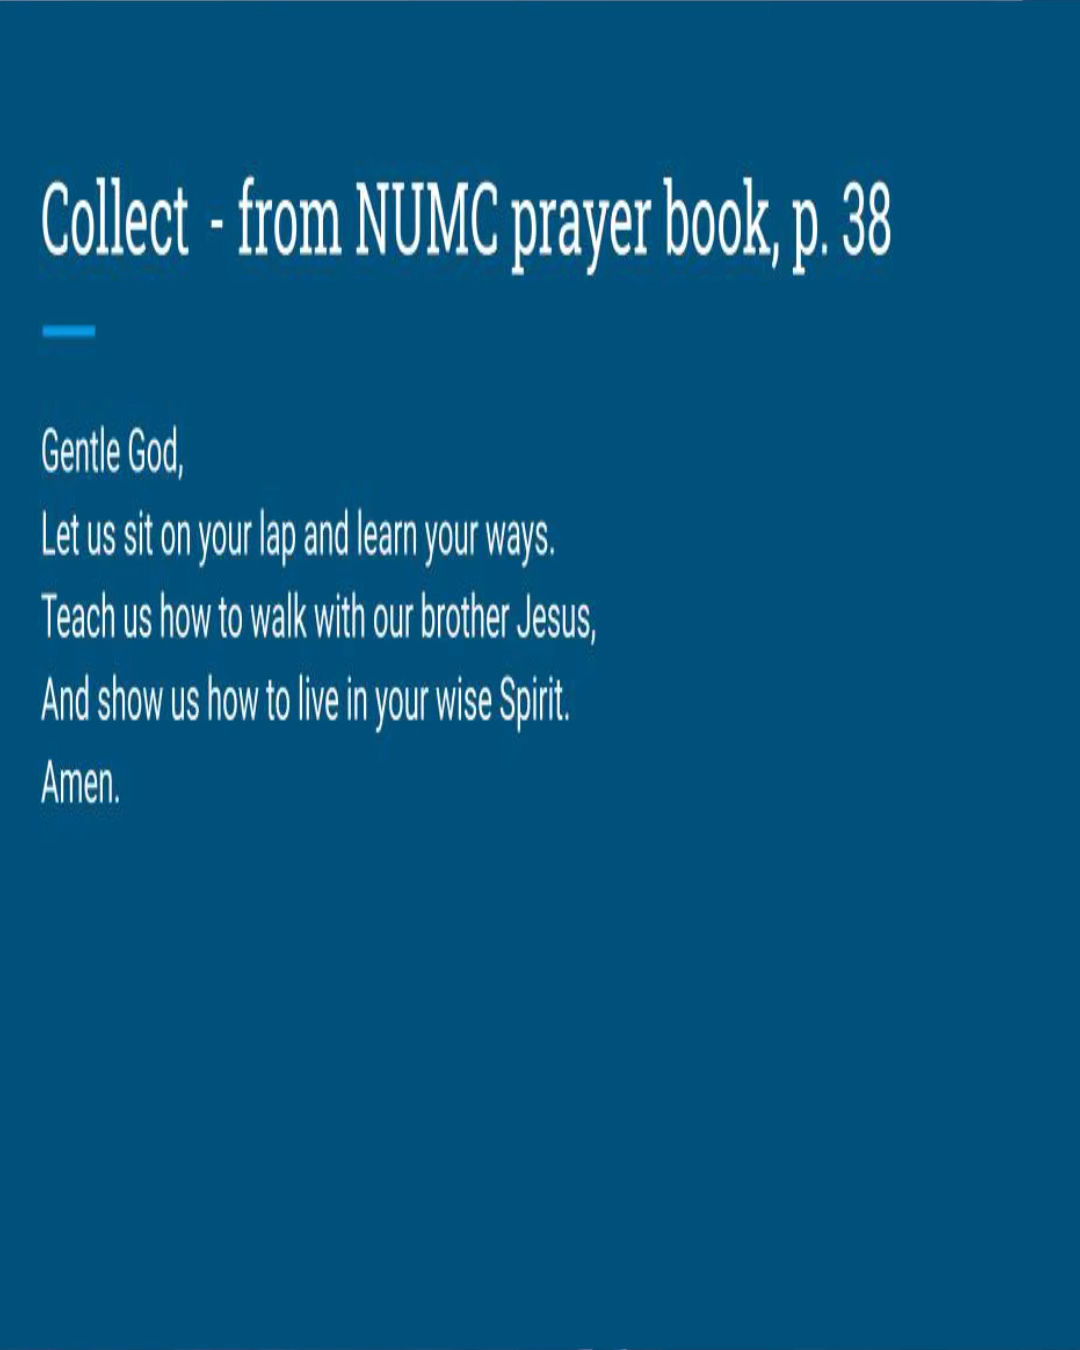 Collect - from NUMC prayer book, p. 38
Gentle God,
Let us sit on your lap and learn your ways.
Teach us how to walk with our brother Jesus,
And show us how to live in your wise Spirit.
Amen.